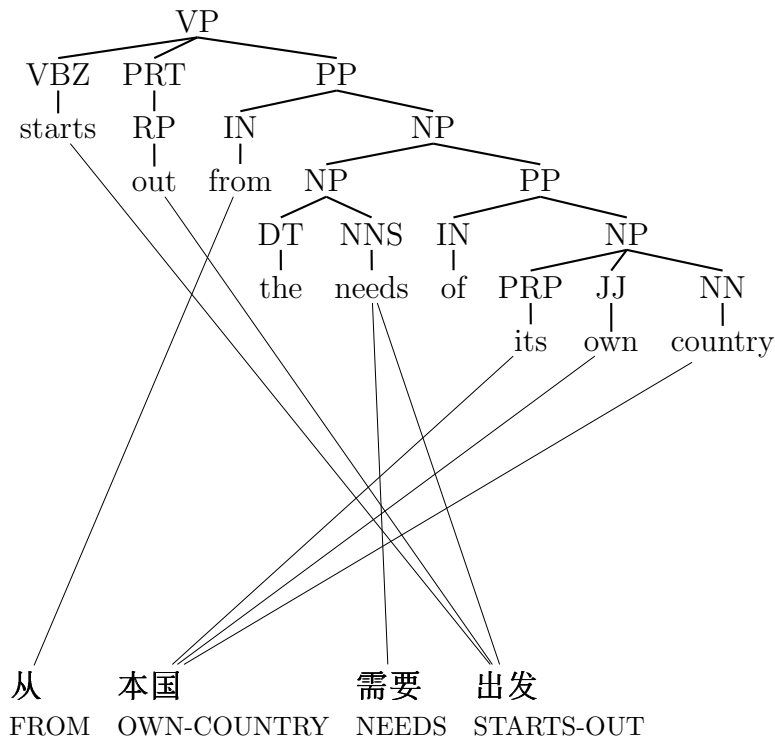 VP
VBZ PRT PP
starts RP IN NP
out from NP PP
DT NNS IN NP
the needs of PRP JJ NN
its own country
从 本国 需要 出发
FROM OWN-COUNTRY NEEDS STARTS-OUT